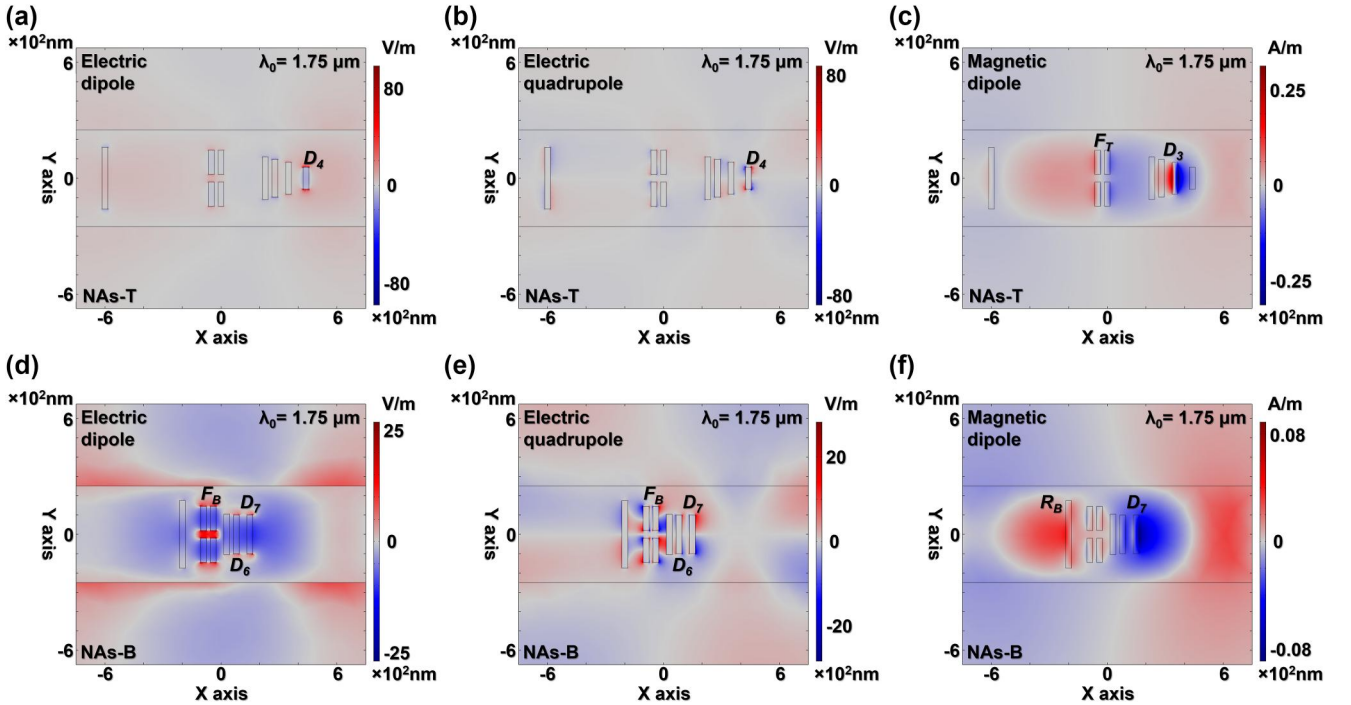 (a)
×10²nm
V/m
Electric
dipole
λ₀= 1.75 µm
6
0
-6
Y axis
D₄
80
0
-80
NAs-T
-6 0 6
×10²nm
X axis
(b)
×10²nm
V/m
Electric
quadrupole
λ₀= 1.75 µm
6
0
-6
Y axis
D₄
80
0
-80
NAs-T
-6 0 6
×10²nm
X axis
(c)
×10²nm
A/m
Magnetic
dipole
λ₀= 1.75 µm
6
0
-6
Y axis
F_T D₃
0.25
0
-0.25
NAs-T
-6 0 6
×10²nm
X axis
(d)
×10²nm
V/m
Electric
dipole
λ₀= 1.75 µm
6
0
-6
Y axis
F_B D₇
D₆
25
0
-25
NAs-B
-6 0 6
×10²nm
X axis
(e)
×10²nm
V/m
Electric
quadrupole
λ₀= 1.75 µm
6
0
-6
Y axis
F_B D₇
D₆
20
0
-20
NAs-B
-6 0 6
×10²nm
X axis
(f)
×10²nm
A/m
Magnetic
dipole
λ₀= 1.75 µm
6
0
-6
Y axis
R_B D₇
0.08
0
-0.08
NAs-B
-6 0 6
×10²nm
X axis